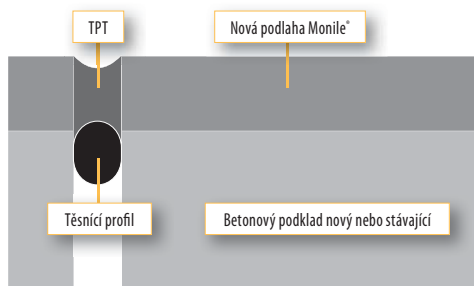 TPT
Nová podlaha Monile®
Těsnící profil
Betonový podklad nový nebo stávající